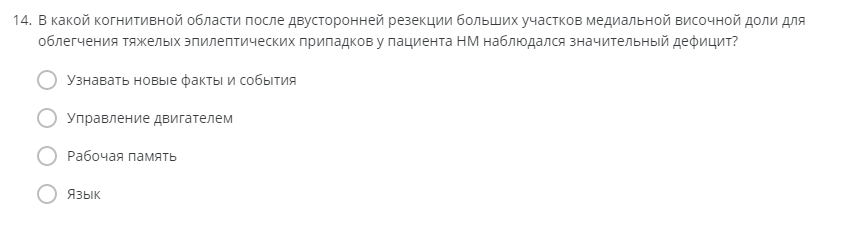 14. В какой когнитивной области после двусторонней резекции больших участков медиальной височной доли для
облегчения тяжелых эпилептических припадков у пациента НМ наблюдался значительный дефицит?
Узнавать новые факты и события
Управление двигателем
Рабочая память
Язык